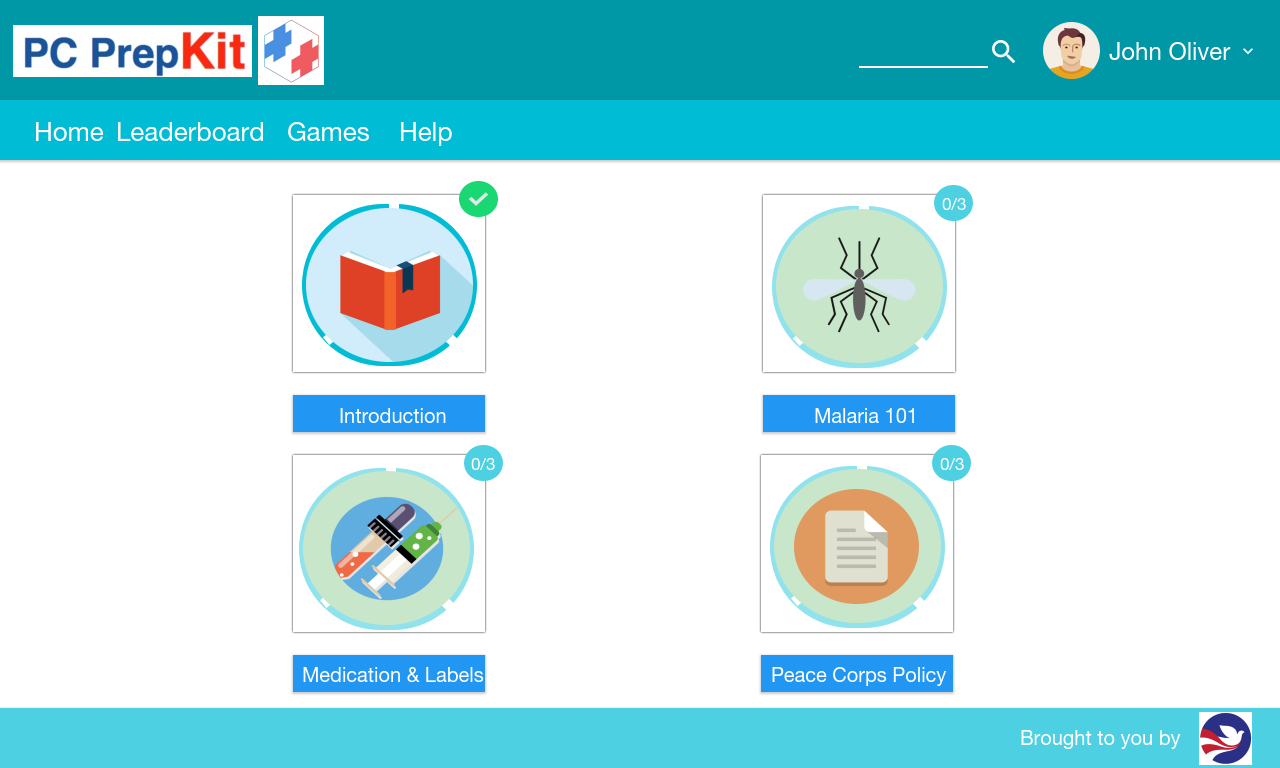 PC PrepKit
John Oliver
Home Leaderboard Games Help
0/3
Introduction
Malaria 101
0/3
0/3
Medication & Labels
Peace Corps Policy
Brought to you by